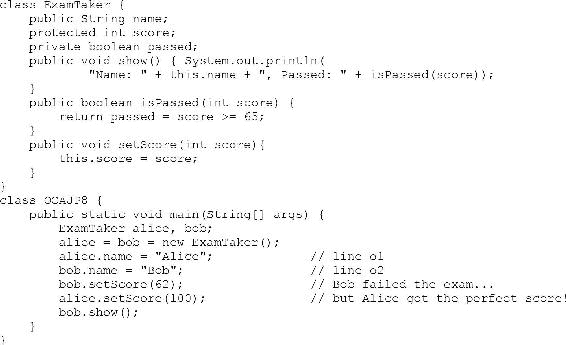 class ExamTaker {
    public String name;
    protected int score;
    private boolean passed;
    public void show() { System.out.println(
            "Name: " + this.name + ", Passed: " + isPassed(score));
    }
    public boolean isPassed(int score) {
        return passed = score >= 65;
    }
    public void setScore(int score){
        this.score = score;
    }
}
class OCAJP8 {
    public static void main(String[] args) {
        ExamTaker alice, bob;
        alice = bob = new ExamTaker();
        alice.name = "Alice";              // line o1
        bob.name = "Bob";                  // line o2
        bob.setScore(62);                  // Bob failed the exam...
        alice.setScore(100);               // but Alice got the perfect score!
        bob.show();
    }
}